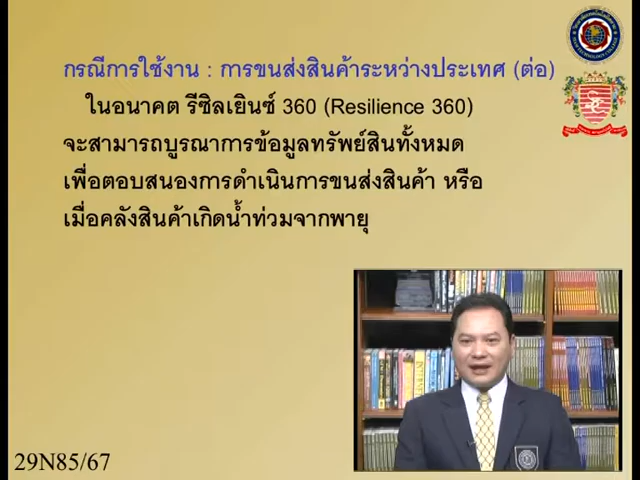 กรณีการใช้งาน : การขนส่งสินค้าระหว่างประเทศ (ต่อ)
ในอนาคต รีซิลเยินซ์ 360 (Resilience 360)
จะสามารถบูรณาการข้อมูลทรัพย์สินทั้งหมด
เพื่อตอบสนองการดำเนินการขนส่งสินค้า หรือ
เมื่อคลังสินค้าเกิดน้ำท่วมจากพายุ
29N85/67